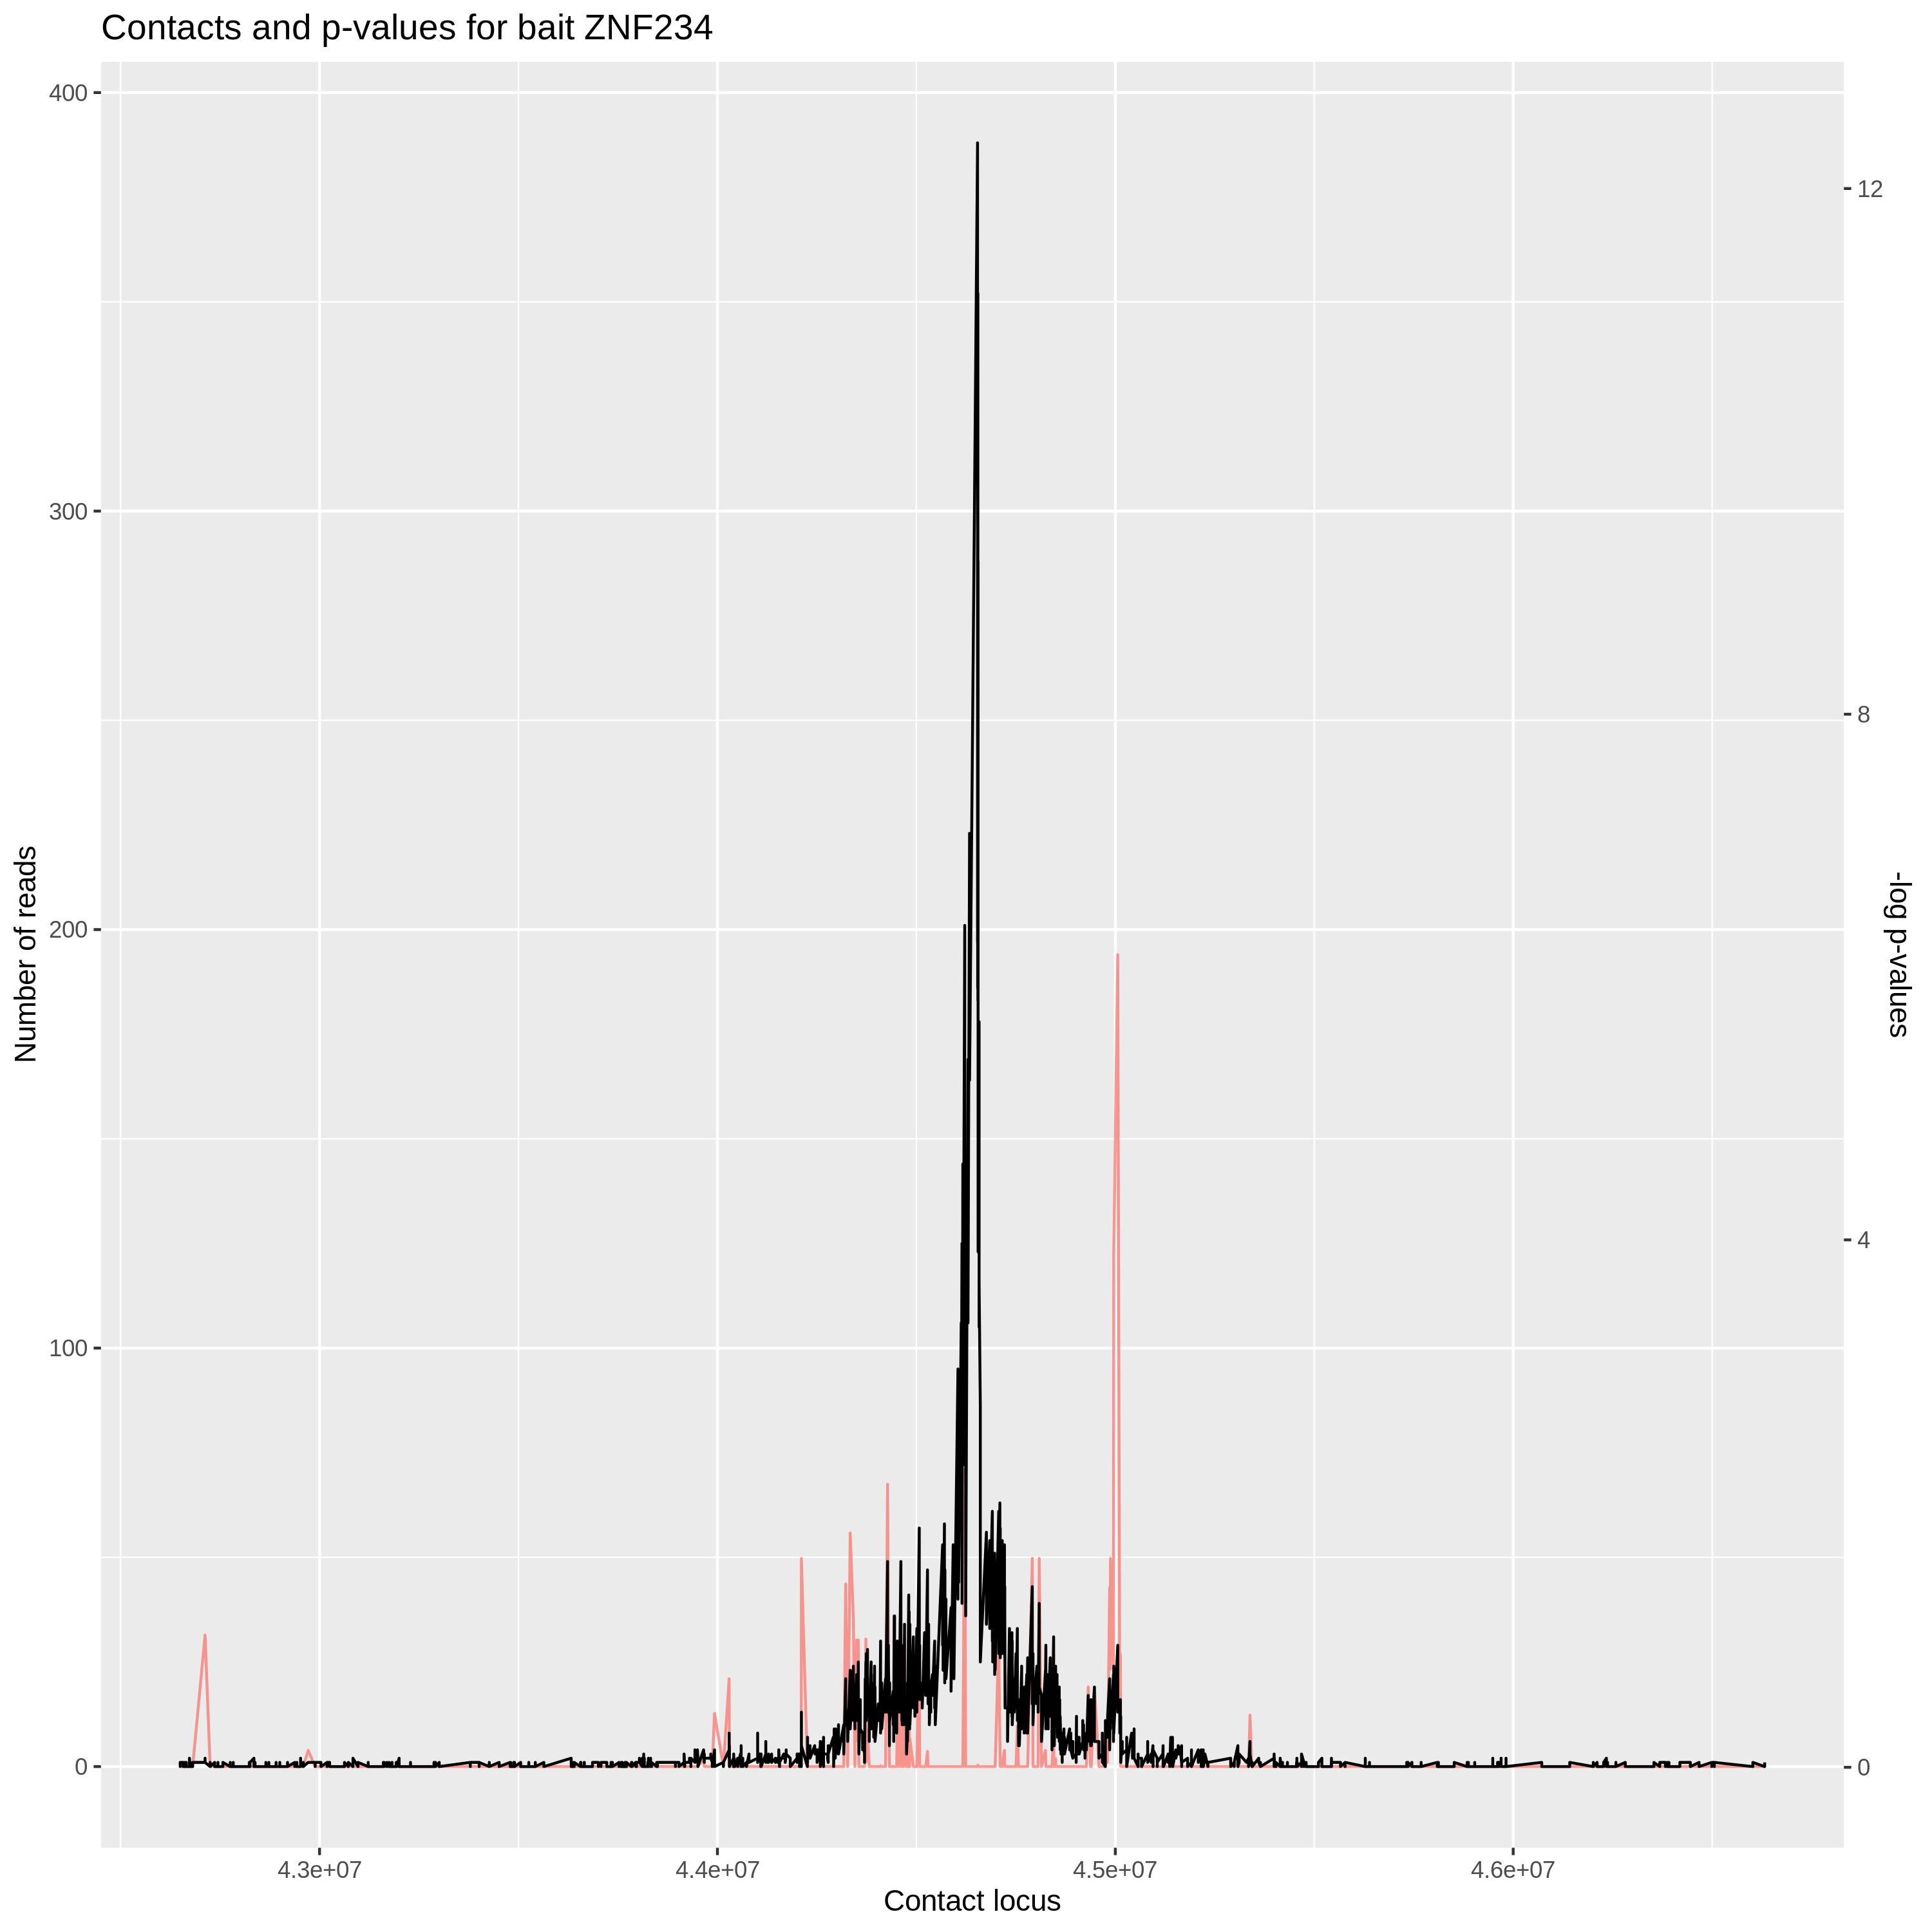 Contacts and p-values for bait ZNF234
400
300
200
100
0
12
8
4
0
Number of reads
-log p-values
4.3e+07
4.4e+07
4.5e+07
4.6e+07
Contact locus